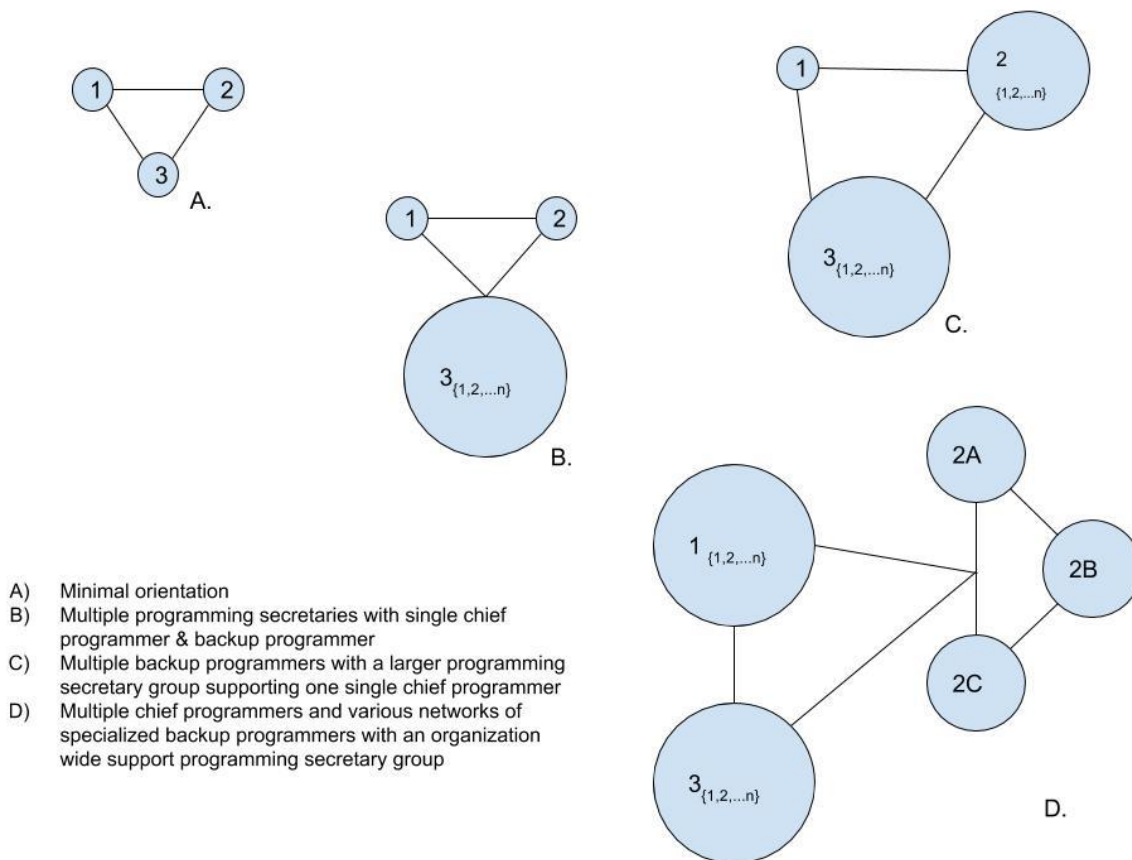 1
2
3
A.
1
2
3{1,2,...n}
B.
1
2
{1,2,...n}
3{1,2,...n}
C.
1 {1,2,...n}
2A
2B
2C
3{1,2,...n}
D.
A) Minimal orientation
B) Multiple programming secretaries with single chief
programmer & backup programmer
C) Multiple backup programmers with a larger programming
secretary group supporting one single chief programmer
D) Multiple chief programmers and various networks of
specialized backup programmers with an organization
wide support programming secretary group